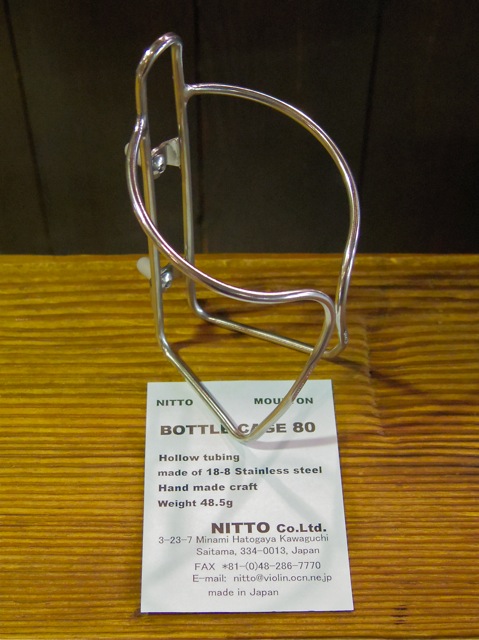 NITTO MOULTON
BOTTLE CAGE 80
Hollow tubing
made of 18-8 Stainless steel
Hand made craft
Weight 48.5g
NITTO Co.Ltd.
3-23-7 Minami Hatogaya Kawaguchi
Saitama, 334-0013, Japan
FAX *81-(0)48-286-7770
E-mail: nitto@violin.ocn.ne.jp
made in Japan